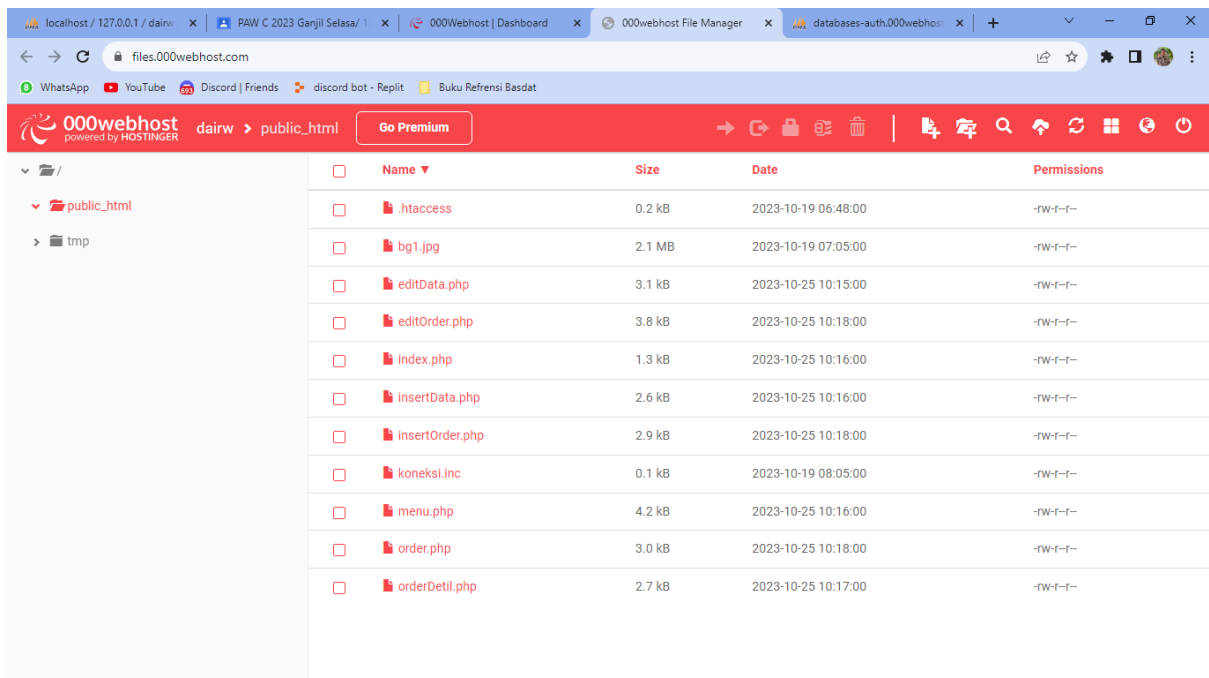 localhost / 127.0.0.1 / dairw
PAW C 2023 Ganjil Selasa/ 1
000Webhost | Dashboard
000webhost File Manager
databases-auth.000webhost
files.000webhost.com
8 WhatsApp
YouTube
693 Discord | Friends
discord bot - Replit
Buku Refrensi Basdat
000webhost
powered by HOSTINGER
dairw > public_html
Go Premium
/
public_html
tmp
Name ▼ Size Date Permissions
.htaccess 0.2 kB 2023-10-19 06:48:00 -rw-r--r--
bg1.jpg 2.1 MB 2023-10-19 07:05:00 -rw-r--r--
editData.php 3.1 kB 2023-10-25 10:15:00 -rw-r--r--
editOrder.php 3.8 kB 2023-10-25 10:18:00 -rw-r--r--
index.php 1.3 kB 2023-10-25 10:16:00 -rw-r--r--
insertData.php 2.6 kB 2023-10-25 10:16:00 -rw-r--r--
insertOrder.php 2.9 kB 2023-10-25 10:18:00 -rw-r--r--
koneksi.inc 0.1 kB 2023-10-19 08:05:00 -rw-r--r--
menu.php 4.2 kB 2023-10-25 10:16:00 -rw-r--r--
order.php 3.0 kB 2023-10-25 10:18:00 -rw-r--r--
orderDetil.php 2.7 kB 2023-10-25 10:17:00 -rw-r--r--